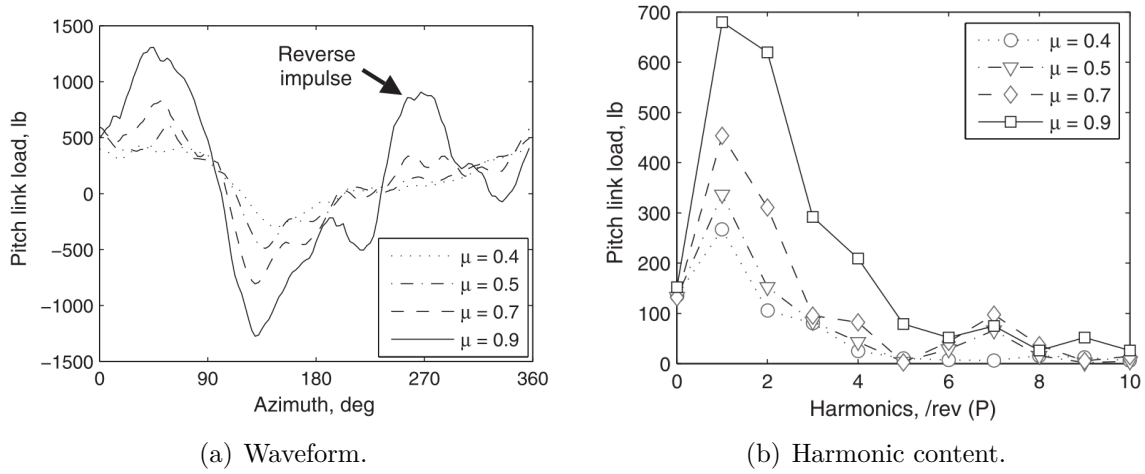 1500
1000
500
0
−500
−1000
−1500
Pitch link load, lb
Reverse
impulse
μ = 0.4
μ = 0.5
μ = 0.7
μ = 0.9
0
90
180
270
360
Azimuth, deg
(a) Waveform.
700
600
500
400
300
200
100
0
Pitch link load, lb
μ = 0.4
μ = 0.5
μ = 0.7
μ = 0.9
0
2
4
6
8
10
Harmonics, /rev (P)
(b) Harmonic content.